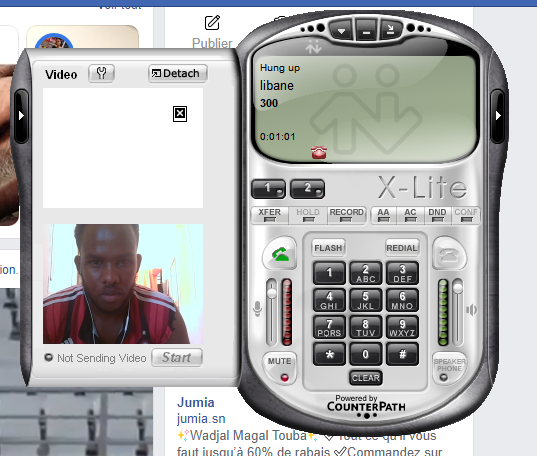 Voir tout
Publier
Video
Detach
Hung up
libane
300
0:01:01
1 2
X-Lite
XFER HOLD RECORD AA AC DND CONF
FLASH REDIAL
1 2 ABC 3 DEF
4 GHI 5 JKL 6 MNO
7 PQRS 8 TUV 9 WXYZ
* 0 #
MUTE
SPEAKER PHONE
CLEAR
Not Sending Video Start
Powered by
COUNTERPATH
ion.
Jumia
jumia.sn
✨Wadjal Magal Touba✨ Tout ce qu'il vous
faut jusqu'à 60% de rabais ✅Commandez sur